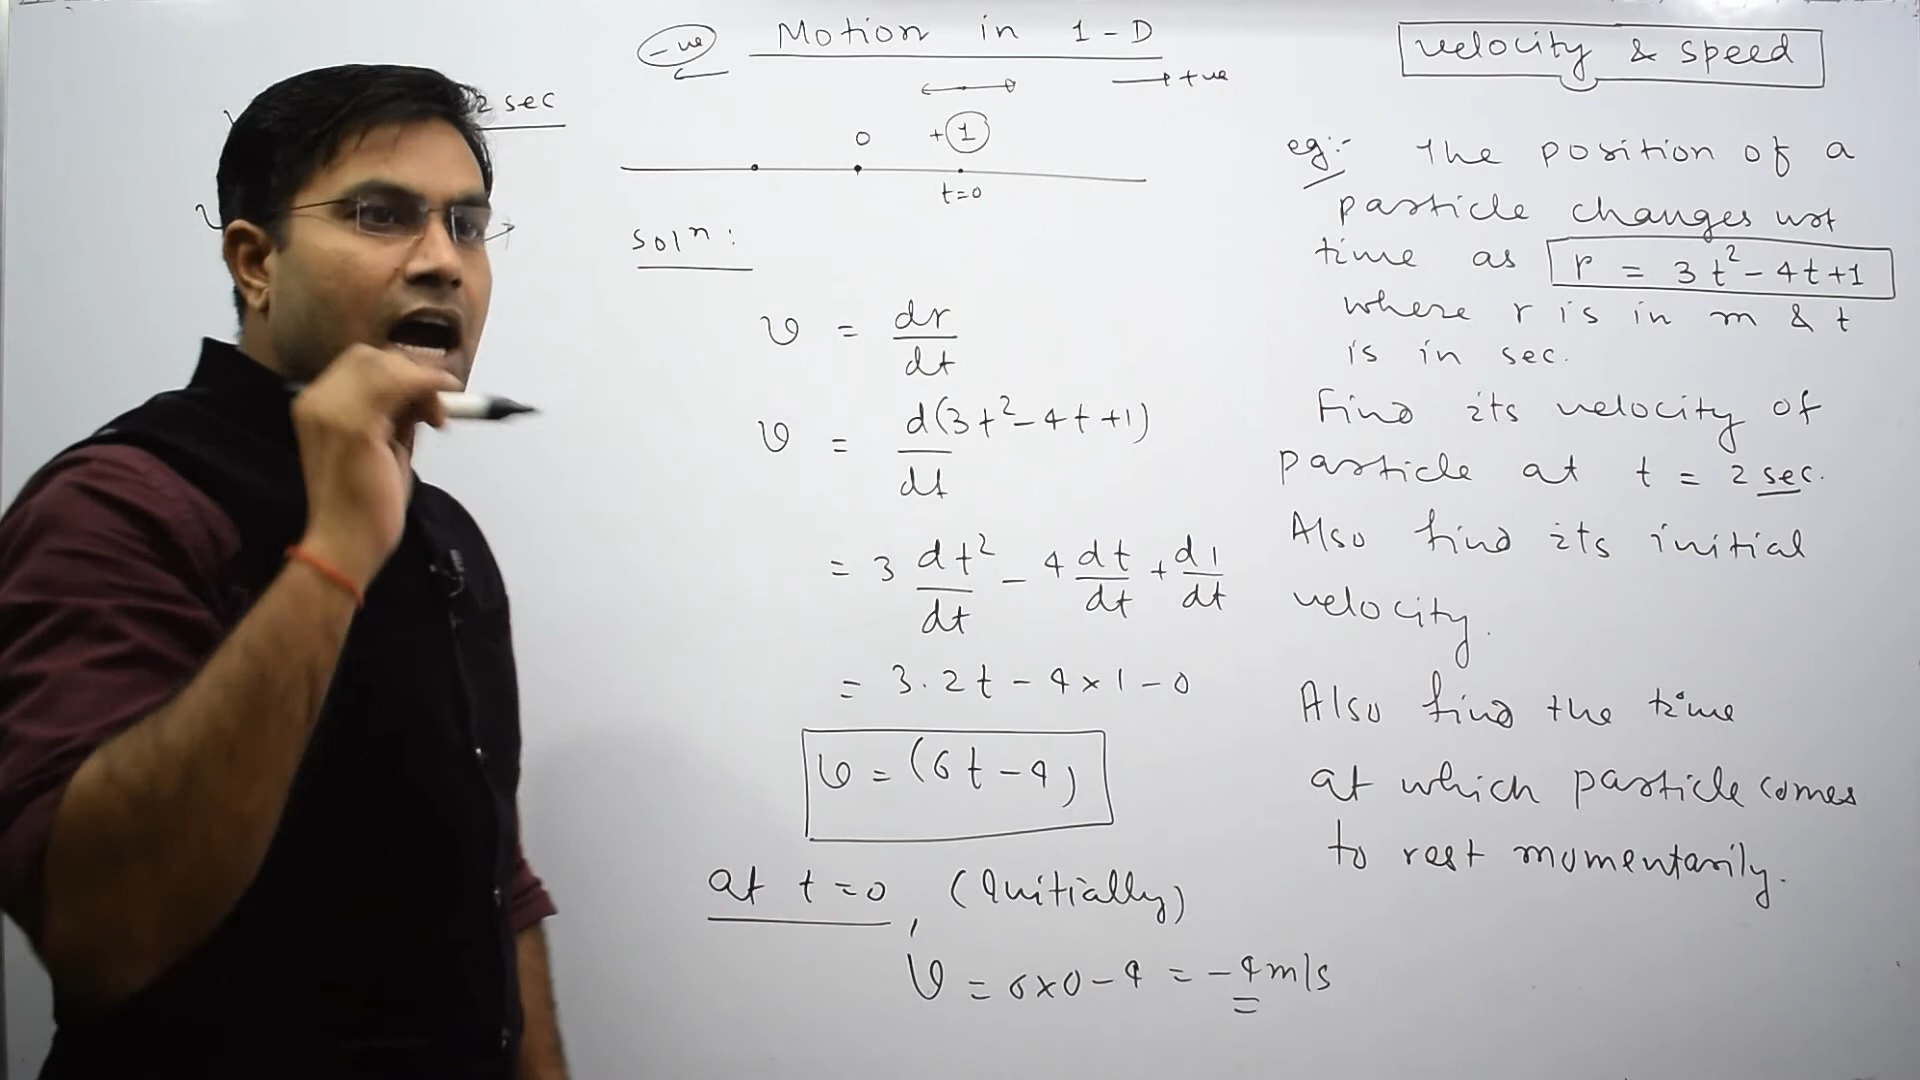 -ve Motion in 1-D
+ve
2 sec
0 +1
t=0
Solⁿ:
v = dr/dt
v = d(3t²-4t+1)/dt
= 3 dt²/dt - 4 dt/dt + d1/dt
= 3.2t - 4×1 - 0
v = (6t-4)
at t=0, (Initially)
v = 6×0-4 = -4m/s
velocity & speed
eg:- The position of a
particle changes wrt
time as r = 3t²-4t+1
where r is in m & t
is in sec.
Find its velocity of
particle at t = 2 sec.
Also find its initial
velocity.
Also find the time
at which particle comes
to rest momentarily.